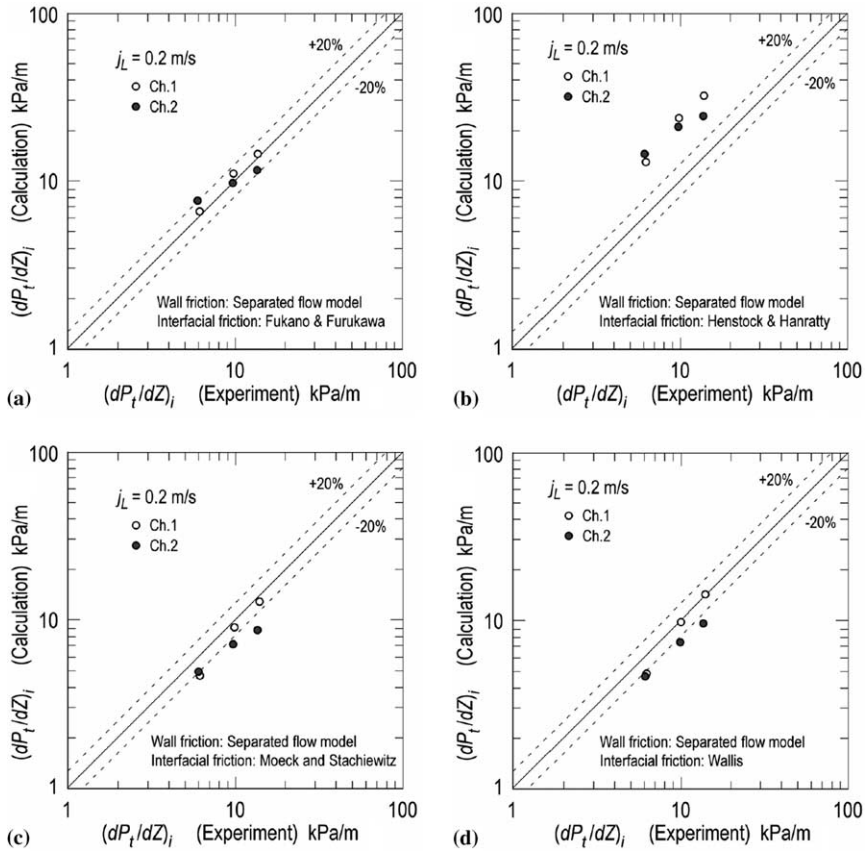 100
+20%
j_L = 0.2 m/s
Ch.1
Ch.2
-20%
10
(dP_t/dZ)_i (Calculation) kPa/m
Wall friction: Separated flow model
Interfacial friction: Fukano & Furukawa
1
1 10 100
(a) (dP_t/dZ)_i (Experiment) kPa/m
100
+20%
j_L = 0.2 m/s
Ch.1
Ch.2
-20%
10
(dP_t/dZ)_i (Calculation) kPa/m
Wall friction: Separated flow model
Interfacial friction: Henstock & Hanratty
1
1 10 100
(b) (dP_t/dZ)_i (Experiment) kPa/m
100
+20%
j_L = 0.2 m/s
Ch.1
Ch.2
-20%
10
(dP_t/dZ)_i (Calculation) kPa/m
Wall friction: Separated flow model
Interfacial friction: Moeck and Stachiewitz
1
1 10 100
(c) (dP_t/dZ)_i (Experiment) kPa/m
100
+20%
j_L = 0.2 m/s
Ch.1
Ch.2
-20%
10
(dP_t/dZ)_i (Calculation) kPa/m
Wall friction: Separated flow model
Interfacial friction: Wallis
1
1 10 100
(d) (dP_t/dZ)_i (Experiment) kPa/m